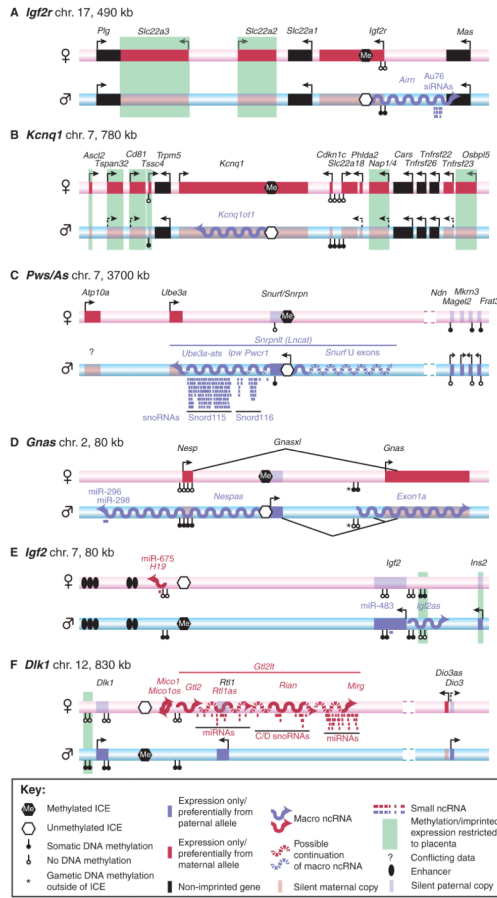 A Igf2r chr. 17, 490 kb
Plg Slc22a3 Slc22a2 Slc22a1 Igf2r Mas
♀ Me
Airn Au76
siRNAs
♂
B Kcnq1 chr. 7, 780 kb
Ascl2 Cd81 Cdkn1c Phlda2 Cars Tnfrsf22 Osbpl5
Tspan32 Tssc4 Trpm5 Kcnq1 Slc22a18 Nap1/4 Tnfrsf26 Tnfrsf23
♀ Me
Kcnq1ot1
♂
C Pws/As chr. 7, 3700 kb
Ndn Mkrn3
Atp10a Ube3a Snurf/Snrpn Magel2 Frat3
♀ Me
Snrpnlt (Lncat)
? Ube3a-ats Ipw Pwcr1 Snurf U exons
♂
snoRNAs Snord115 Snord116
D Gnas chr. 2, 80 kb
Nesp Gnasxl Gnas
♀ Me
*
miR-296
miR-298 Nespas Exon1a
♂
*
E Igf2 chr. 7, 80 kb
miR-675
H19 Igf2 Ins2
♀
miR-483 Igf2as
♂ Me
F Dlk1 chr. 12, 830 kb
Gtl2lt
Mico1 Rtl1 Dio3as
Dlk1 Mico1os Gtl2 Rtl1as Rian Mirg Dio3
♀
miRNAs C/D snoRNAs miRNAs
♂ Me
Key:
Me Methylated ICE
Unmethylated ICE
Somatic DNA methylation
No DNA methylation
* Gametic DNA methylation
outside of ICE
Expression only/
preferentially from
paternal allele
Expression only/
preferentially from
maternal allele
Non-imprinted gene
Macro ncRNA
Possible
continuation
of macro ncRNA
Silent maternal copy
Small ncRNA
Methylation/imprinted
expression restricted
to placenta
? Conflicting data
Enhancer
Silent paternal copy